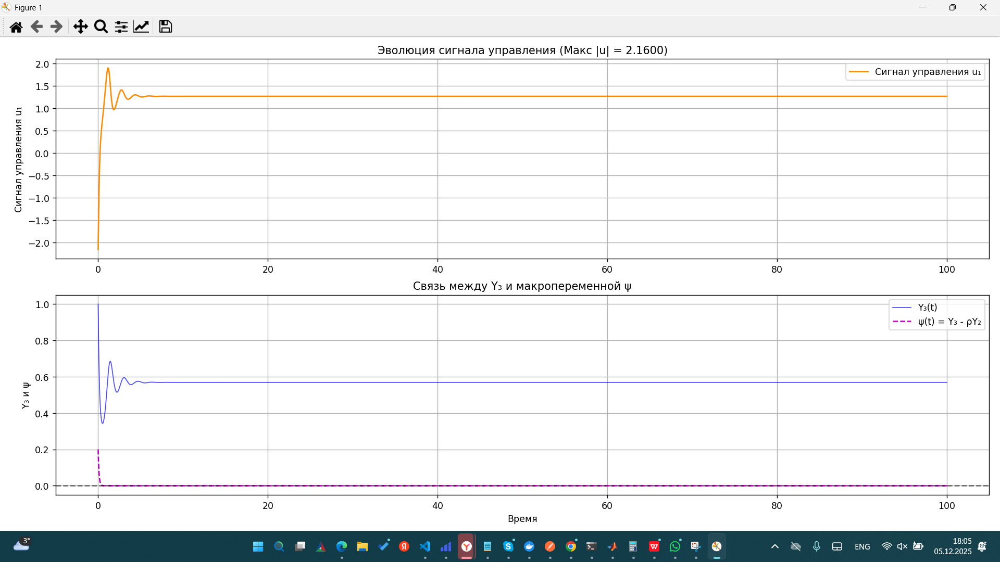 Figure 1
Эволюция сигнала управления (Макс |u| = 2.1600)
Сигнал управления u₁
Сигнал управления u₁
2.0
1.5
1.0
0.5
0.0
−0.5
−1.0
−1.5
−2.0
0 20 40 60 80 100
Связь между Y₃ и макропеременной ψ
Y₃(t)
ψ(t) = Y₃ - ρY₂
Y₃ и ψ
1.0
0.8
0.6
0.4
0.2
0.0
0 20 40 60 80 100
Время
3°
ENG
18:05
05.12.2025